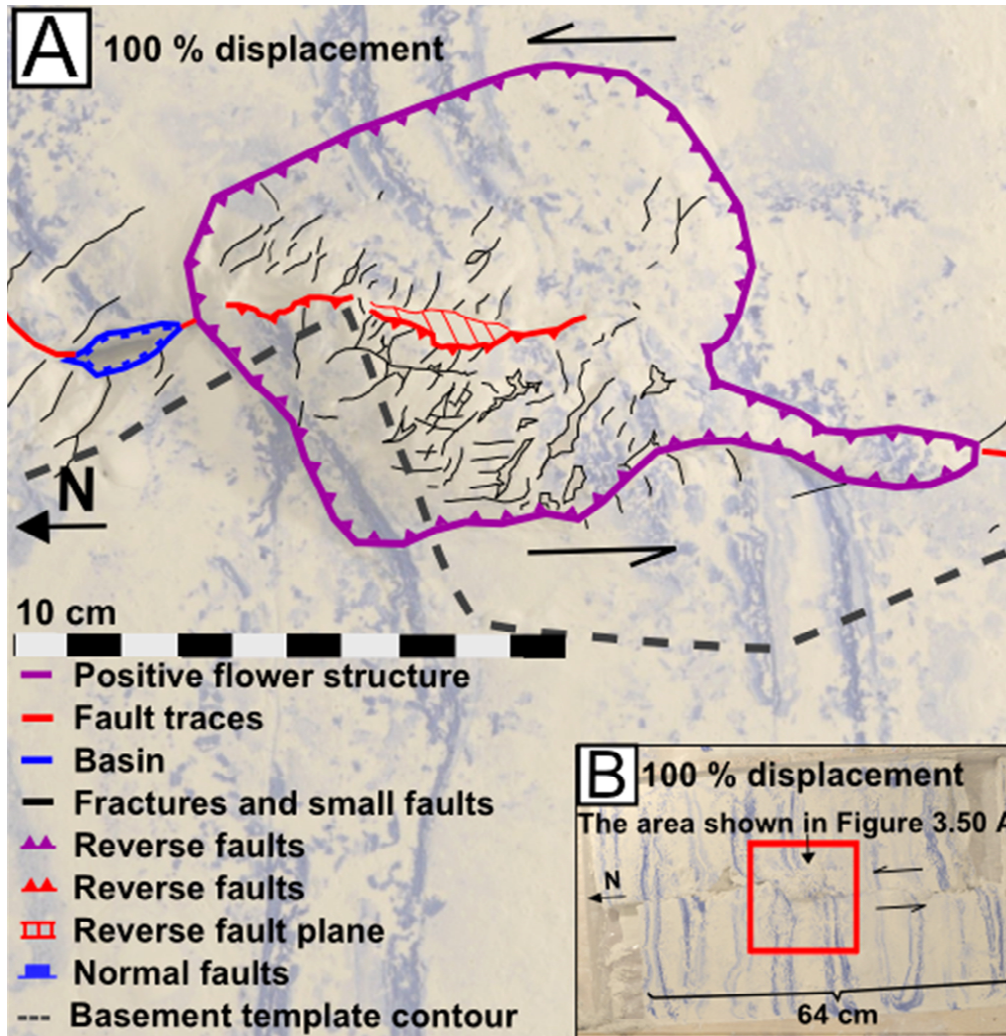 A 100 % displacement
N
10 cm
Positive flower structure
Fault traces
Basin
Fractures and small faults
Reverse faults
Reverse faults
Reverse fault plane
Normal faults
Basement template contour
B 100 % displacement
The area shown in Figure 3.50 A
N
64 cm